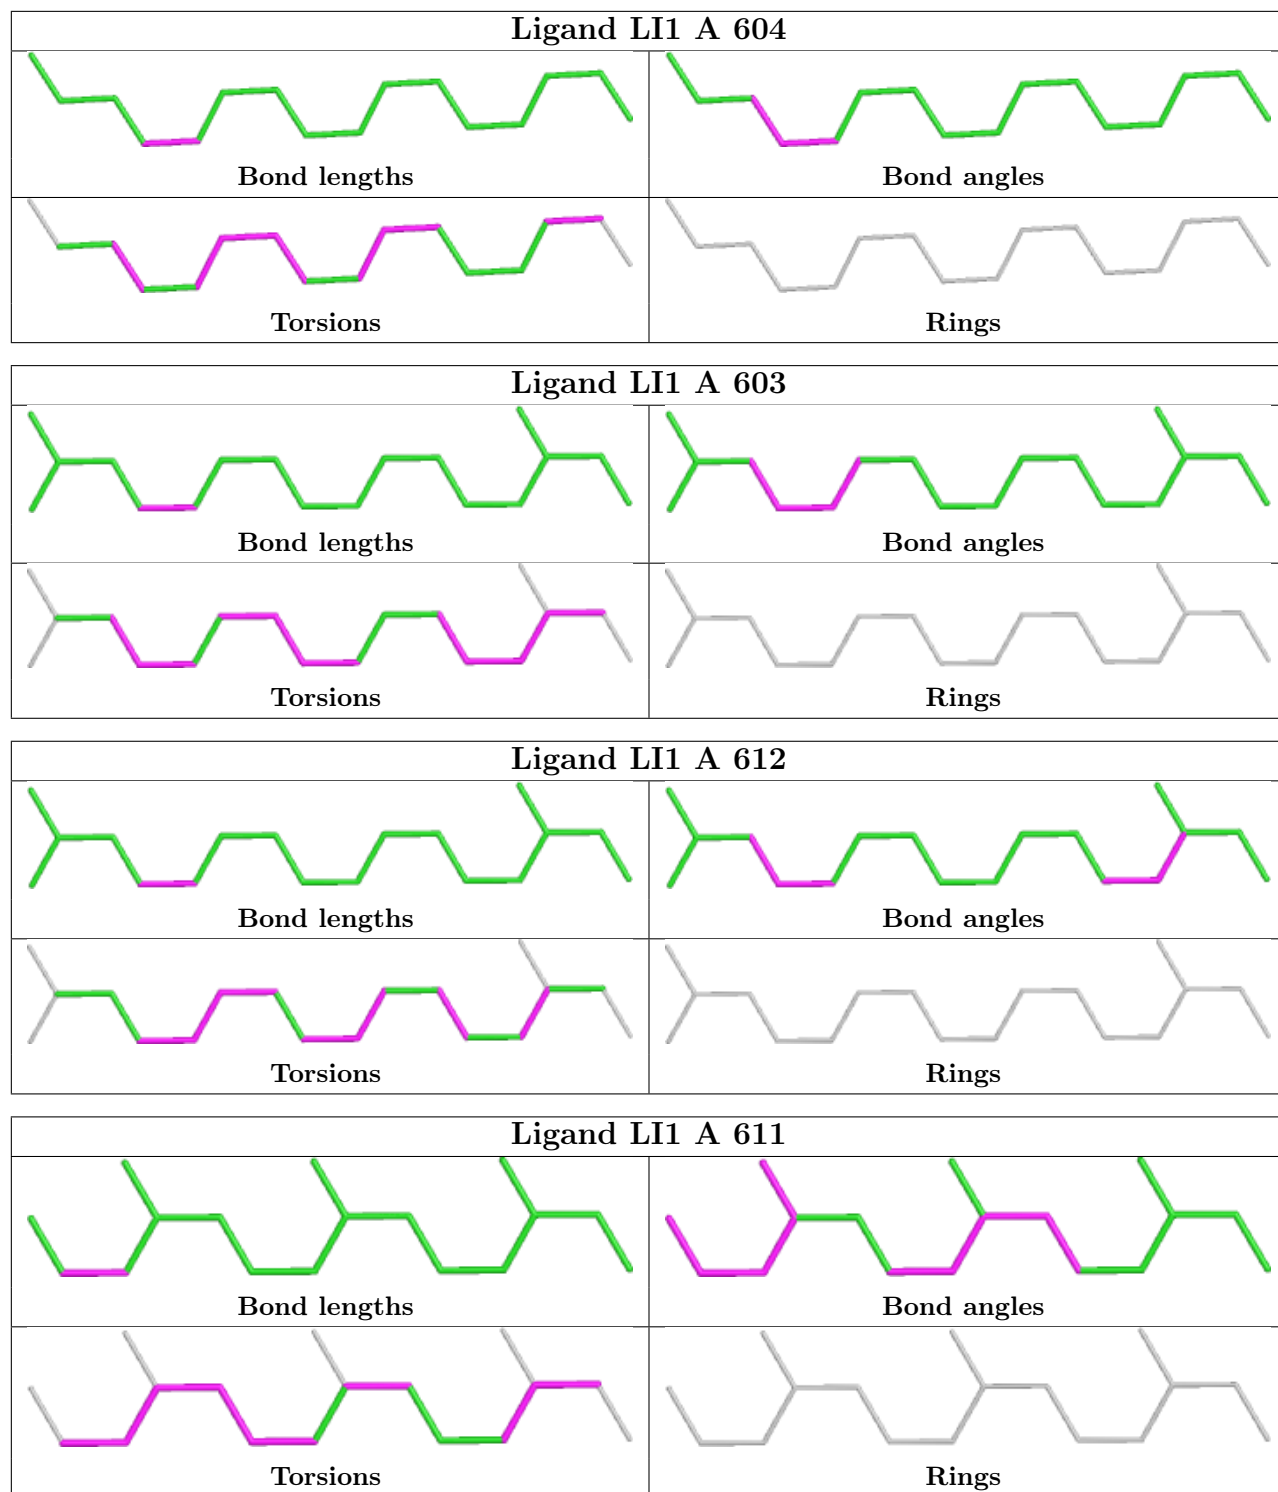 Ligand LI1 A 604
Bond lengths
Bond angles
Torsions
Rings
Ligand LI1 A 603
Bond lengths
Bond angles
Torsions
Rings
Ligand LI1 A 612
Bond lengths
Bond angles
Torsions
Rings
Ligand LI1 A 611
Bond lengths
Bond angles
Torsions
Rings